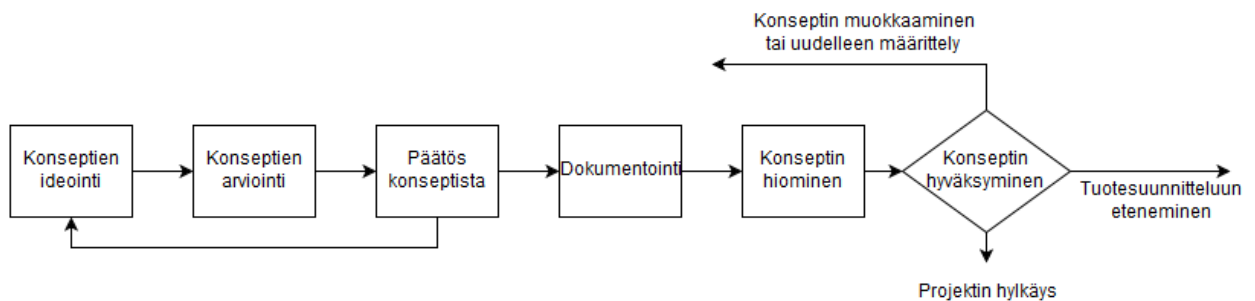 Konseptin muokkaaminen
tai uudelleen määrittely
Konseptien
ideointi
Konseptien
arviointi
Päätös
konseptista
Dokumentointi
Konseptin
hiominen
Konseptin
hyväksyminen
Tuotesuunnitteluun
eteneminen
Projektin hylkäys